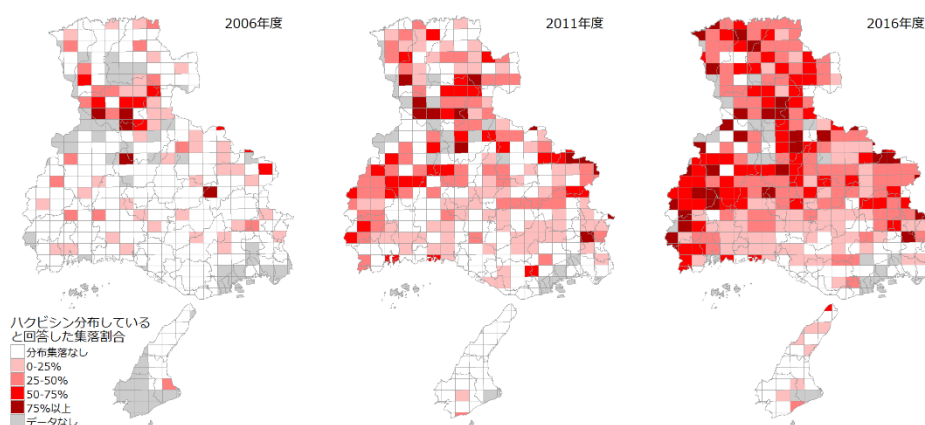 2006年度
2011年度
2016年度
ハクビシン分布している
と回答した集落割合
分布集落なし
0-25%
25-50%
50-75%
75%以上
データなし